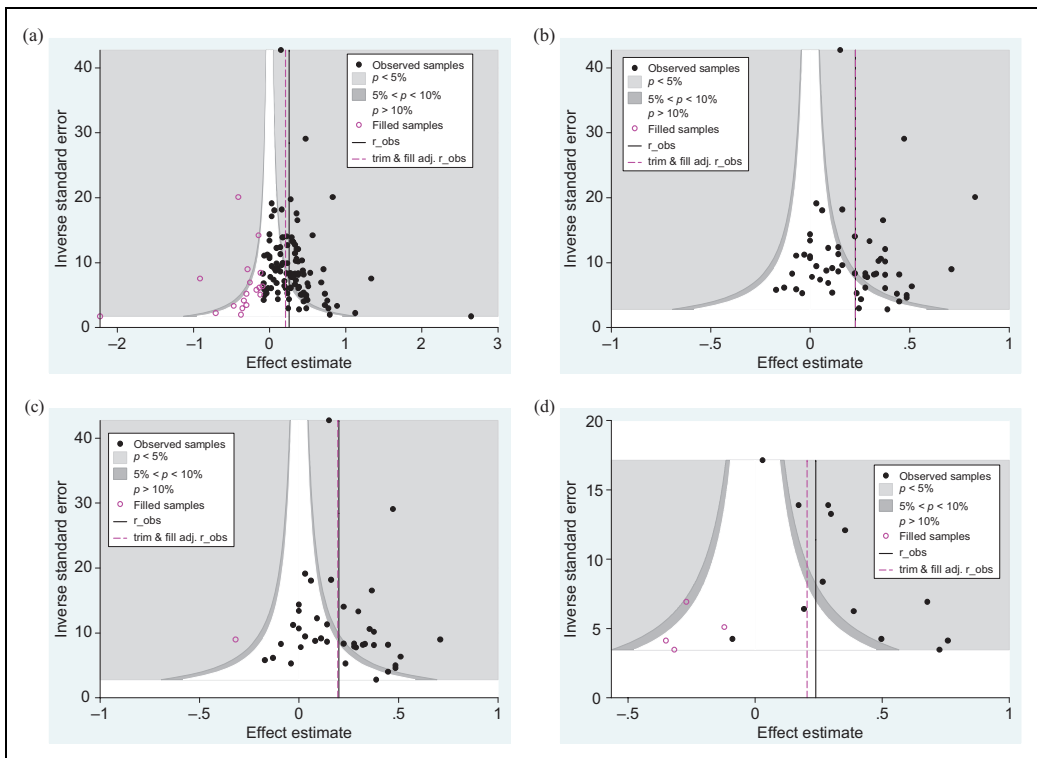 (a)
Inverse standard error
40
30
20
10
0
–2
–1
0
1
2
3
Effect estimate
Observed samples
p < 5%
5% < p < 10%
p > 10%
Filled samples
r_obs
trim & fill adj. r_obs
(b)
Inverse standard error
40
30
20
10
0
–1
–.5
0
.5
1
Effect estimate
Observed samples
p < 5%
5% < p < 10%
p > 10%
Filled samples
r_obs
trim & fill adj. r_obs
(c)
Inverse standard error
40
30
20
10
0
–1
–.5
0
.5
1
Effect estimate
Observed samples
p < 5%
5% < p < 10%
p > 10%
Filled samples
r_obs
trim & fill adj. r_obs
(d)
Inverse standard error
20
15
10
5
0
–.5
0
0.5
1
Effect estimate
Observed samples
p < 5%
5% < p < 10%
p > 10%
Filled samples
r_obs
trim & fill adj. r_obs